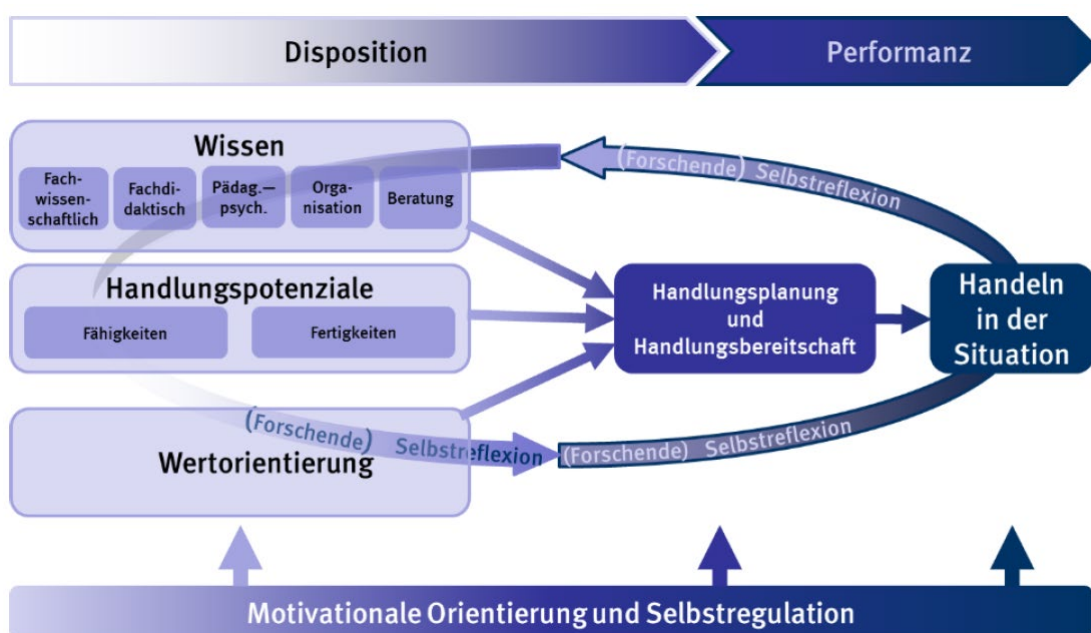 Disposition
Performanz
Wissen
Fach-
wissen-
schaftlich
Fachdi-
daktisch
Pädag.—
psych.
Orga-
nisation
Beratung
(Forschende) Selbstreflexion
Handlungspotenziale
Fähigkeiten
Fertigkeiten
Handlungsplanung
und
Handlungsbereitschaft
Handeln
in der
Situation
(Forschende) Selbstreflexion
(Forschende) Selbstreflexion
Wertorientierung
Motivationale Orientierung und Selbstregulation